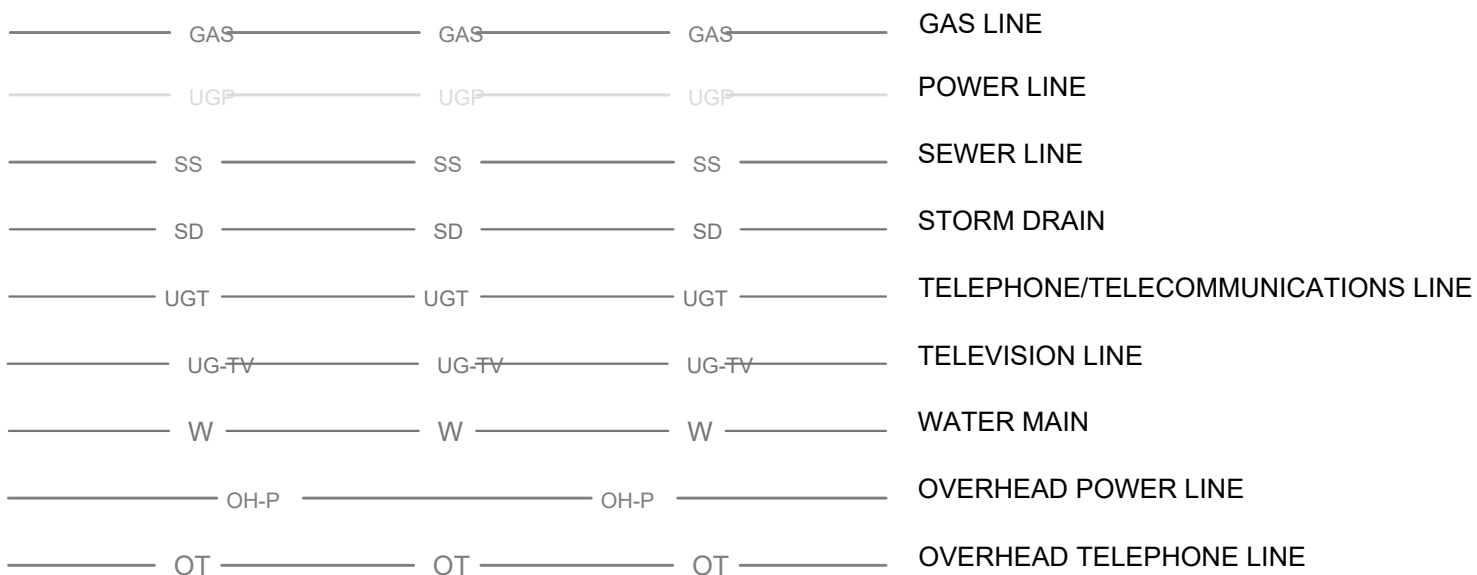 GAS GAS GAS GAS LINE
UGP UGP UGP POWER LINE
SS SS SS SEWER LINE
SD SD SD STORM DRAIN
UGT UGT UGT TELEPHONE/TELECOMMUNICATIONS LINE
UG-TV UG-TV UG-TV TELEVISION LINE
W W W WATER MAIN
OH-P OH-P OVERHEAD POWER LINE
OT OT OT OVERHEAD TELEPHONE LINE